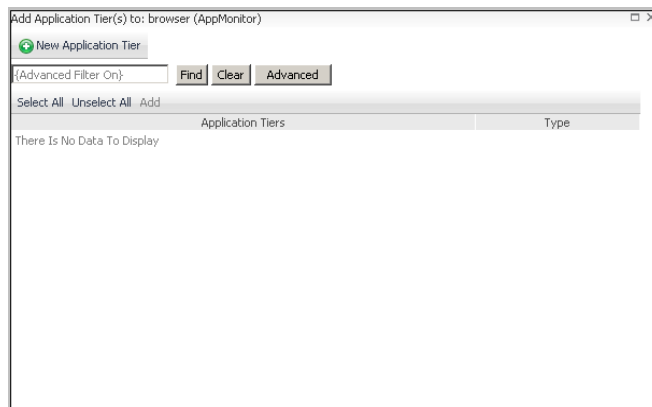 Add Application Tier(s) to: browser (AppMonitor)
New Application Tier
{Advanced Filter On} Find Clear Advanced
Select All Unselect All Add
Application Tiers Type
There Is No Data To Display